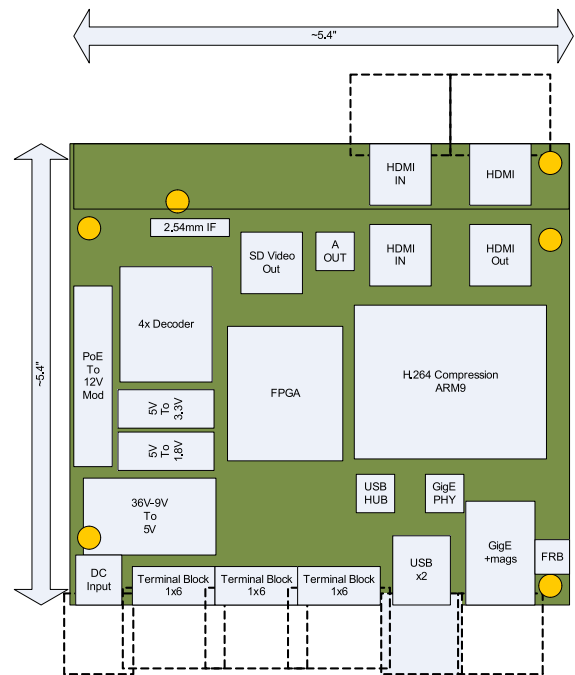 ~5.4"
~5.4"
HDMI
IN
HDMI
2.54mm IF
SD Video
Out
A
OUT
HDMI
IN
HDMI
Out
4x Decoder
PoE
To
12V
Mod
FPGA
H.264 Compression
ARM9
5V
To
3.3V
5V
To
1.8V
36V-9V
To
5V
USB
HUB
GigE
PHY
GigE
+mags
FRB
DC
Input
Terminal Block
1x6
Terminal Block
1x6
Terminal Block
1x6
USB
x2